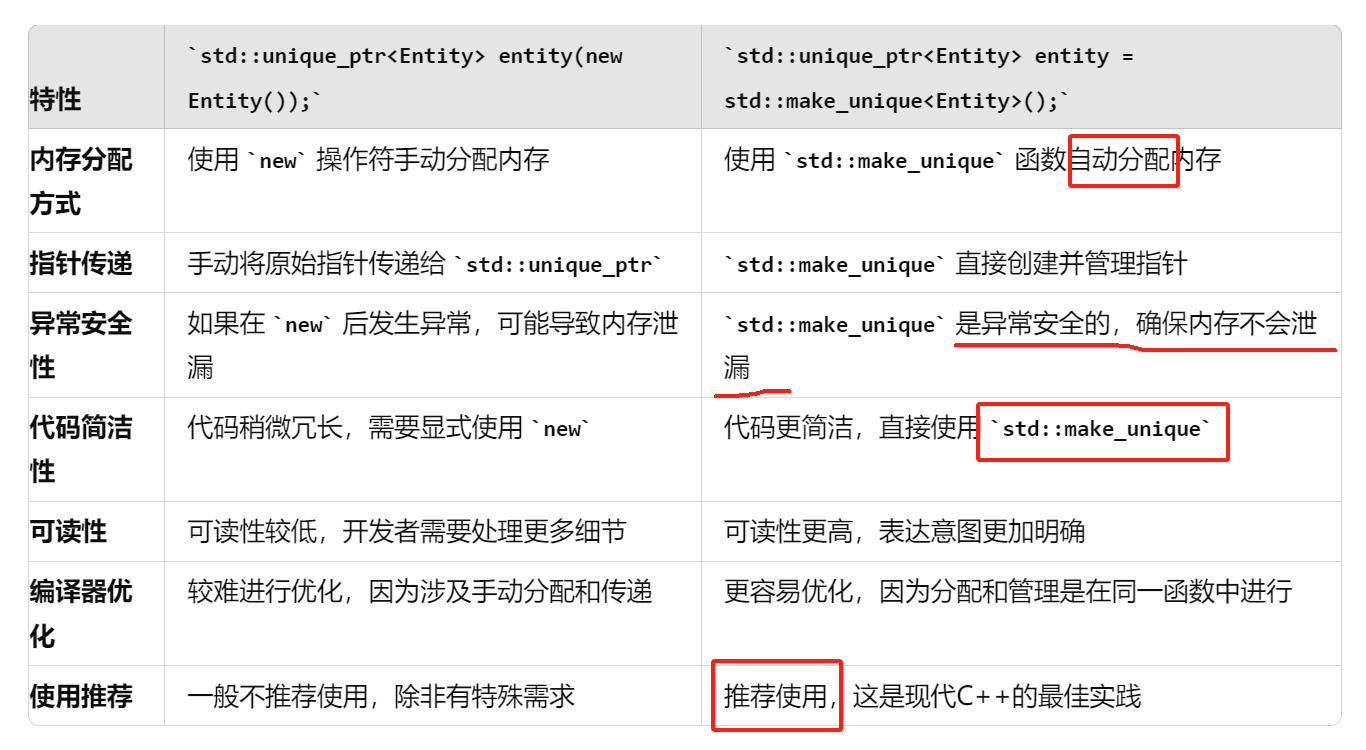 特性
`std::unique_ptr<Entity> entity(new
Entity());`
`std::unique_ptr<Entity> entity =
std::make_unique<Entity>();`
内存分配
方式
使用 `new` 操作符手动分配内存
使用 `std::make_unique` 函数自动分配内存
指针传递
手动将原始指针传递给 `std::unique_ptr`
`std::make_unique` 直接创建并管理指针
异常安全
性
如果在 `new` 后发生异常，可能导致内存泄
漏
`std::make_unique` 是异常安全的，确保内存不会泄
漏
代码简洁
性
代码稍微冗长，需要显式使用 `new`
代码更简洁，直接使用 `std::make_unique`
可读性
可读性较低，开发者需要处理更多细节
可读性更高，表达意图更加明确
编译器优
化
较难进行优化，因为涉及手动分配和传递
更容易优化，因为分配和管理是在同一函数中进行
使用推荐
一般不推荐使用，除非有特殊需求
推荐使用，这是现代C++的最佳实践